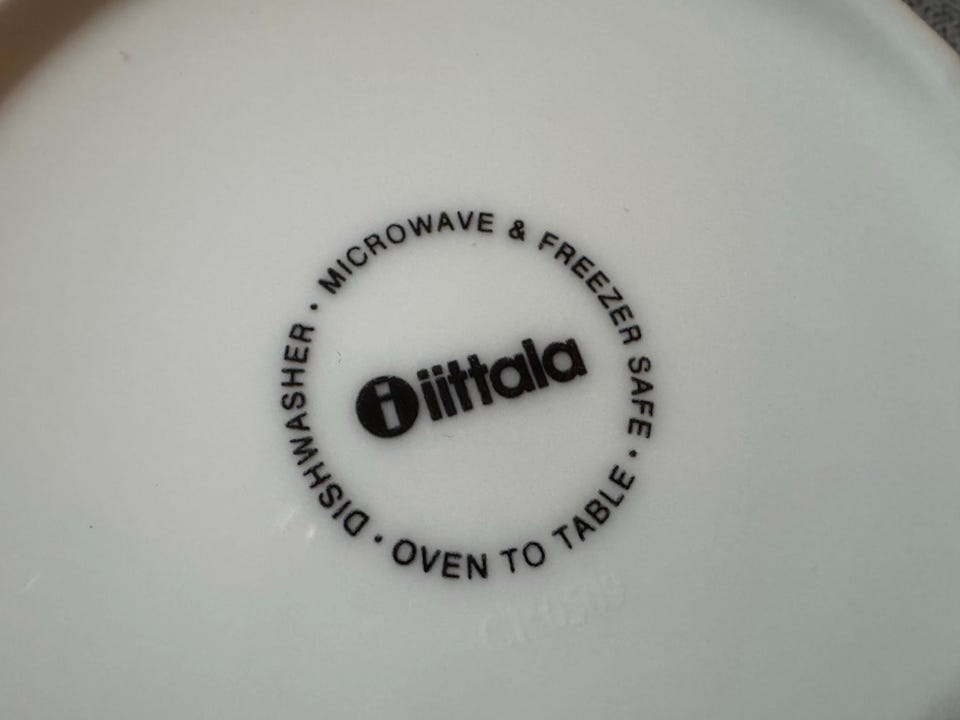 MICROWAVE & FREEZER SAFE • OVEN TO TABLE • DISHWASHER •
i iittala